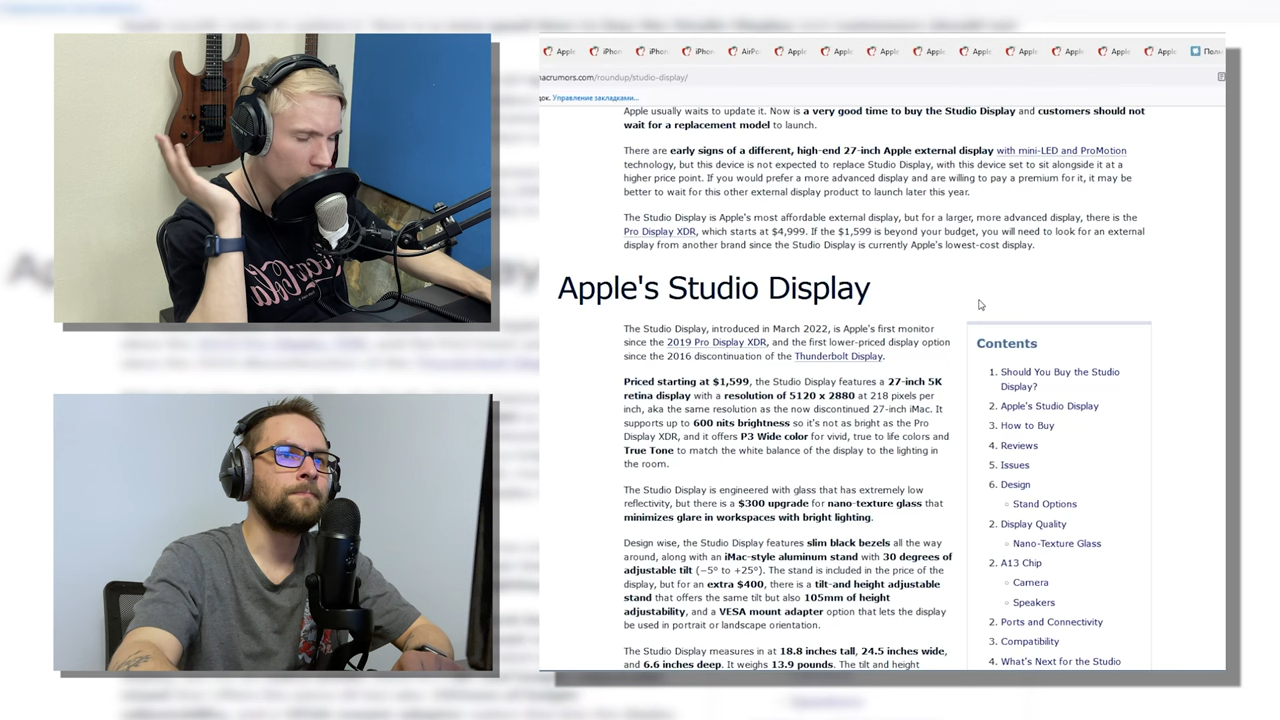 Apple
iPhon
iPhon
iPhon
AirPo
Apple
Apple
Apple
Apple
Apple
Apple
Apple
Apple
Apple
Поли
macrumors.com/roundup/studio-display/
док. Управление закладками...
Apple usually waits to update it. Now is a very good time to buy the Studio Display and customers should not
wait for a replacement model to launch.
There are early signs of a different, high-end 27-inch Apple external display with mini-LED and ProMotion
technology, but this device is not expected to replace Studio Display, with this device set to sit alongside it at a
higher price point. If you would prefer a more advanced display and are willing to pay a premium for it, it may be
better to wait for this other external display product to launch later this year.
The Studio Display is Apple's most affordable external display, but for a larger, more advanced display, there is the
Pro Display XDR, which starts at $4,999. If the $1,599 is beyond your budget, you will need to look for an external
display from another brand since the Studio Display is currently Apple's lowest-cost display.
Apple's Studio Display
The Studio Display, introduced in March 2022, is Apple's first monitor
since the 2019 Pro Display XDR, and the first lower-priced display option
since the 2016 discontinuation of the Thunderbolt Display.
Priced starting at $1,599, the Studio Display features a 27-inch 5K
retina display with a resolution of 5120 x 2880 at 218 pixels per
inch, aka the same resolution as the now discontinued 27-inch iMac. It
supports up to 600 nits brightness so it's not as bright as the Pro
Display XDR, and it offers P3 Wide color for vivid, true to life colors and
True Tone to match the white balance of the display to the lighting in
the room.
The Studio Display is engineered with glass that has extremely low
reflectivity, but there is a $300 upgrade for nano-texture glass that
minimizes glare in workspaces with bright lighting.
Design wise, the Studio Display features slim black bezels all the way
around, along with an iMac-style aluminum stand with 30 degrees of
adjustable tilt (−5° to +25°). The stand is included in the price of the
display, but for an extra $400, there is a tilt-and height adjustable
stand that offers the same tilt but also 105mm of height
adjustability, and a VESA mount adapter option that lets the display
be used in portrait or landscape orientation.
The Studio Display measures in at 18.8 inches tall, 24.5 inches wide,
and 6.6 inches deep. It weighs 13.9 pounds. The tilt and height
Contents
1. Should You Buy the Studio
Display?
2. Apple's Studio Display
3. How to Buy
4. Reviews
5. Issues
6. Design
Stand Options
2. Display Quality
Nano-Texture Glass
2. A13 Chip
Camera
Speakers
2. Ports and Connectivity
3. Compatibility
4. What's Next for the Studio